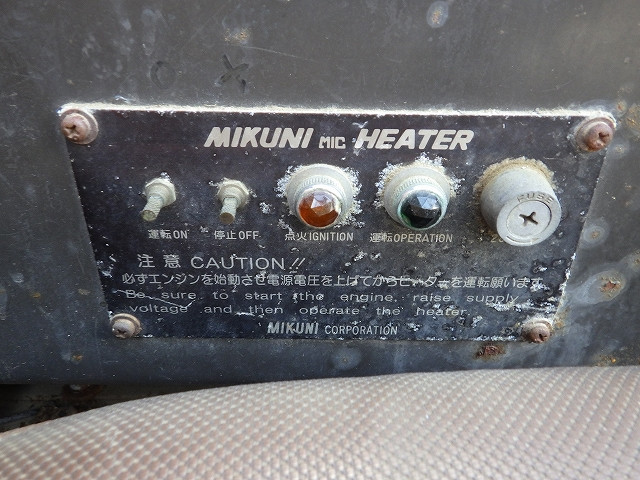 MIKUNI MIC HEATER
FUSE
運転ON 停止OFF 点火IGNITION 運転OPERATION
注意 CAUTION!!
必ずエンジンを始動させ電源電圧を上げてからヒーターを運転願います
Be sure to start the engine, raise supply
voltage and then operate the heater.
MIKUNI CORPORATION